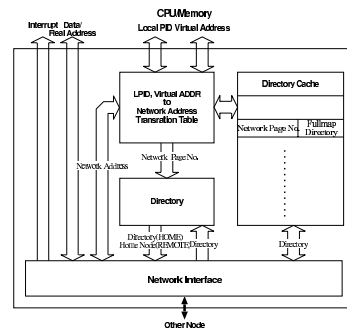 CPU/Memory
Interrupt Data/
Real Address
Local PID Virtual Address
LPID, Virtual ADDR
to
Network Address
Transration Table
Directory Cache
Network Page No.
Fullmap
Directory
Network Address
Network Page No.
Directory
Directory
Directory(HOME)
Home Node(REMOTE)
Directory
Network Interface
Other Node